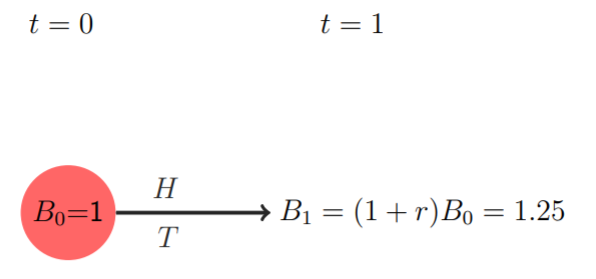 t = 0 t = 1
H
B₀=1 B₁ = (1 + r)B₀ = 1.25
T